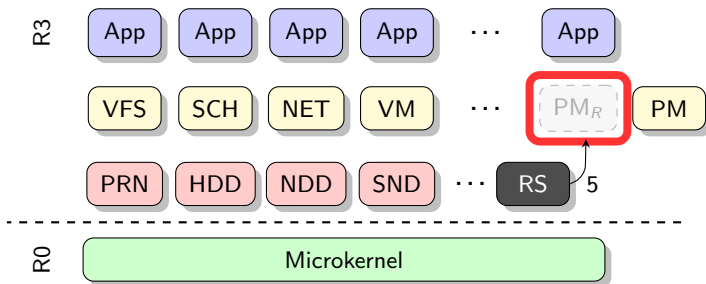 R3
App App App App ··· App
VFS SCH NET VM ··· PM_R PM
PRN HDD NDD SND ··· RS 5
R0
Microkernel